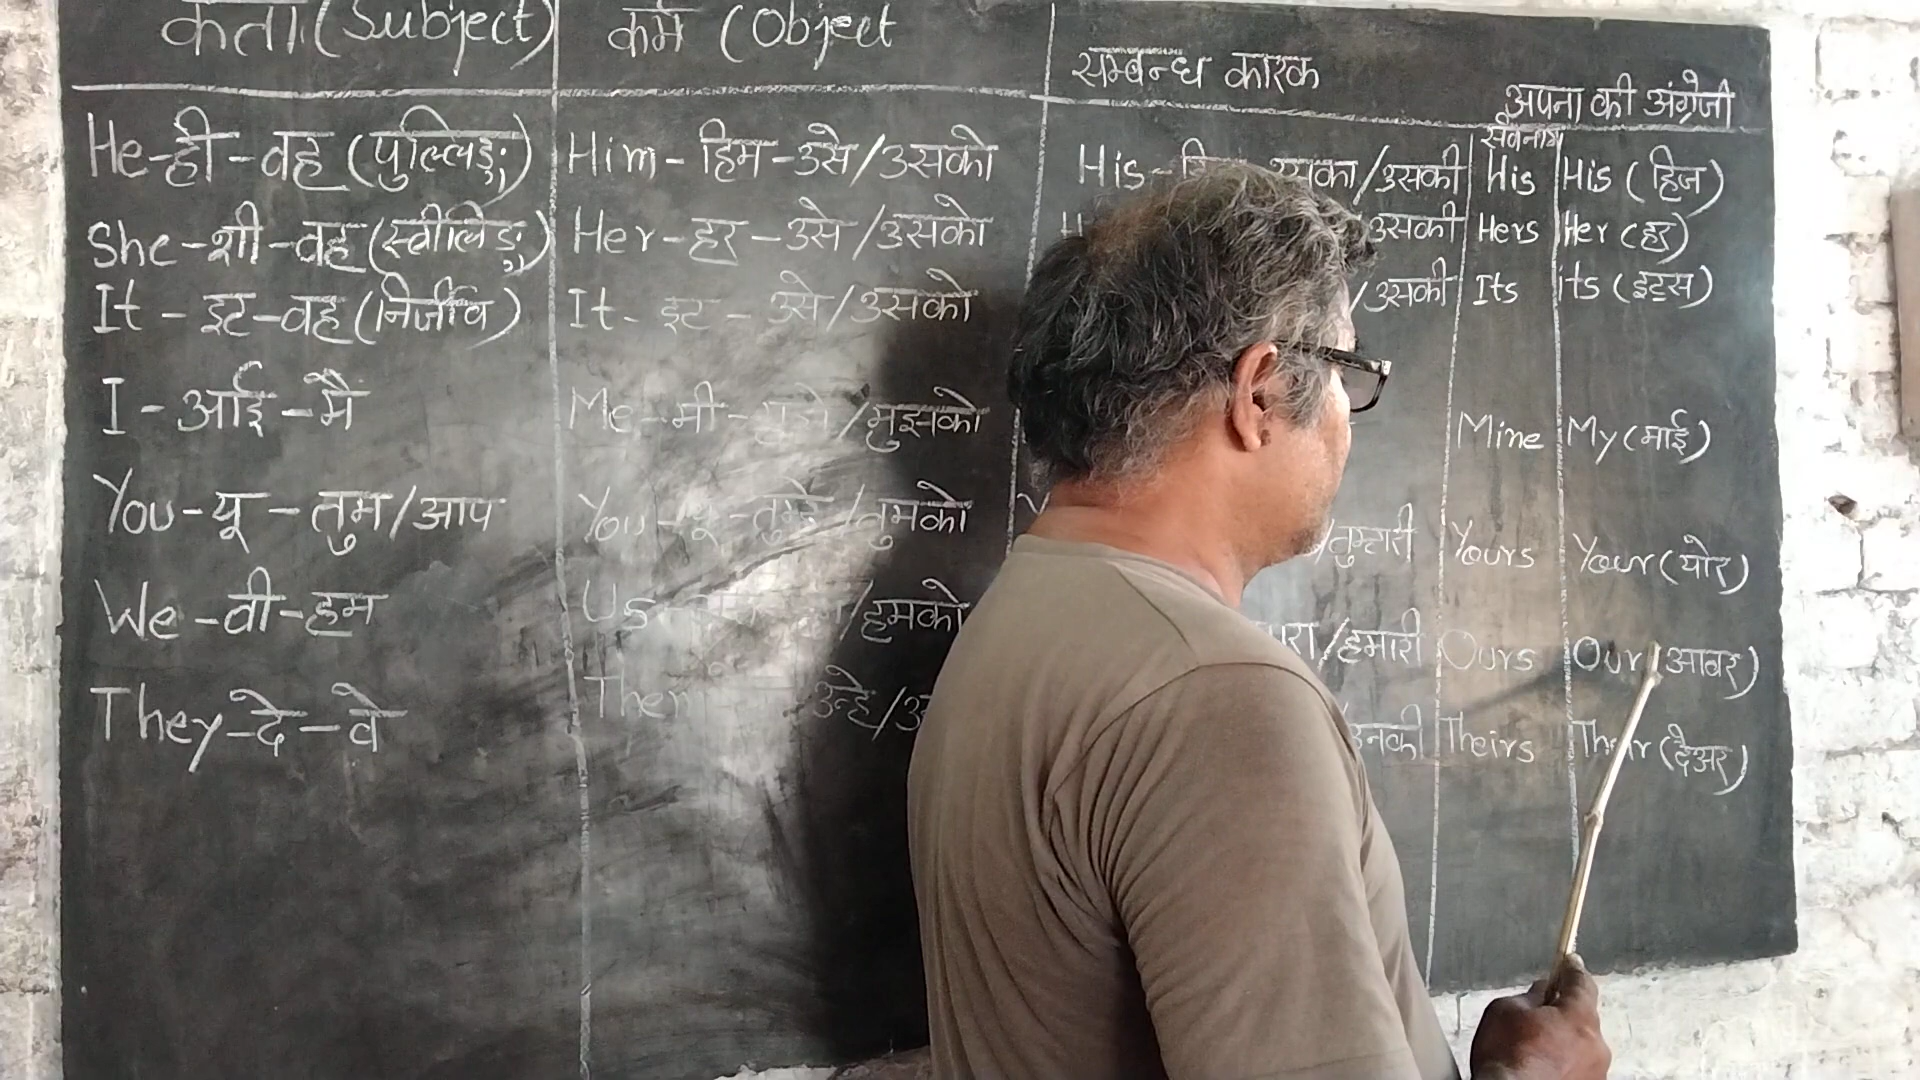 कर्ता (Subject) कर्म (Object सम्बन्ध कारक अपना की अंग्रेजी
सर्वनाम
He-ही-वह (पुल्लिङ्ग) Him-हिम-उसे/उसको His- उसका/उसकी His His (हिज)
She-शी-वह (स्त्रीलिङ्ग) Her-हर-उसे/उसको उसकी Hers Her (हर)
It-इट-वह (निर्जीव) It-इट-उसे/उसको /उसकी Its its (इट्स)
I-आई-मै Me-मी-मुझे/मुझको Mine My (माई)
You-यू-तुम/आप You-यू-तुम्हे/तुमको /तुम्हारी Yours Your (योर)
We-वी-हम Us /हमको /हमारी Ours Our (आवर)
They-दे-वे उन्हे/ उनकी Theirs Their (दैअर)